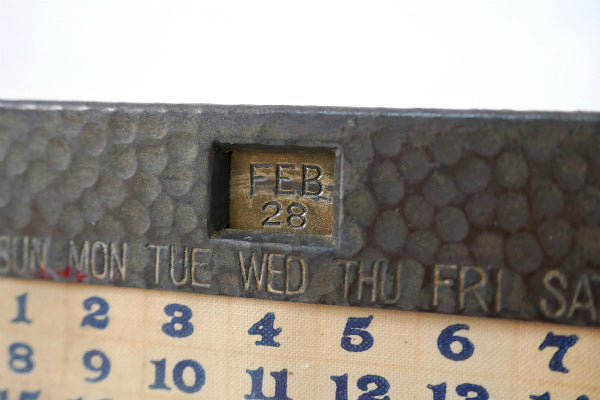 FEB
28
SUN MON TUE WED THU FRI SAT
1 2 3 4 5 6 7
8 9 10 11 12 13 14